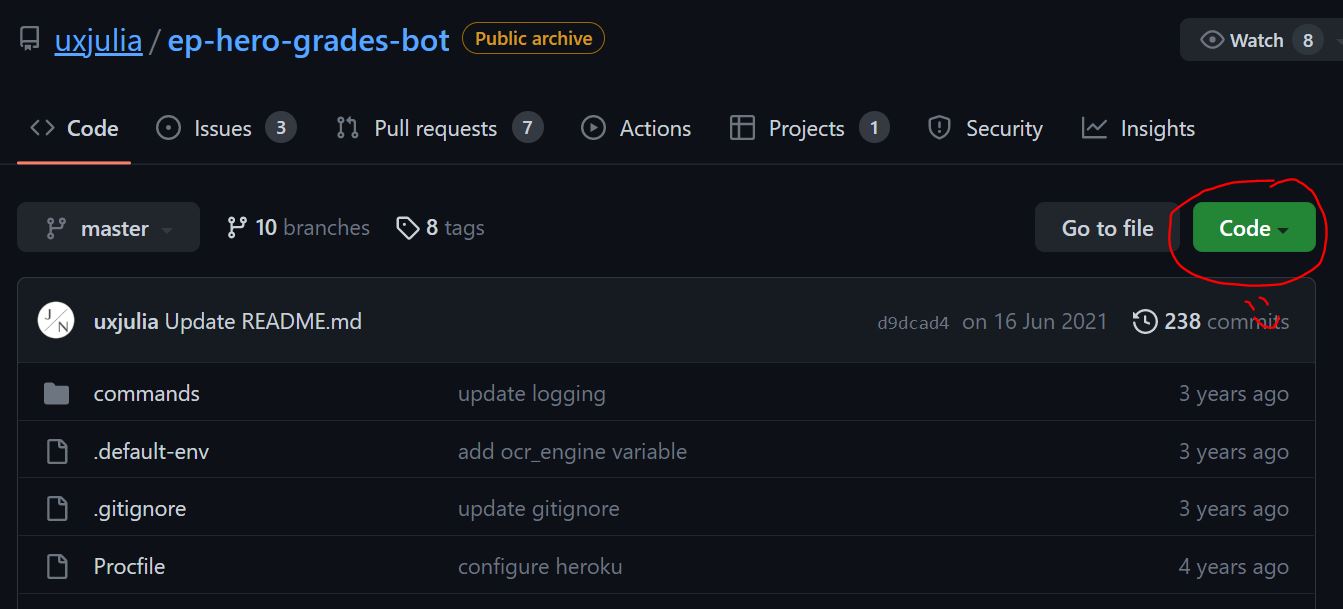 uxjulia / ep-hero-grades-bot Public archive Watch 8
Code Issues 3 Pull requests 7 Actions Projects 1 Security Insights
master 10 branches 8 tags Go to file Code
JN uxjulia Update README.md d9dcad4 on 16 Jun 2021 238 commits
commands update logging 3 years ago
.default-env add ocr_engine variable 3 years ago
.gitignore update gitignore 3 years ago
Procfile configure heroku 4 years ago